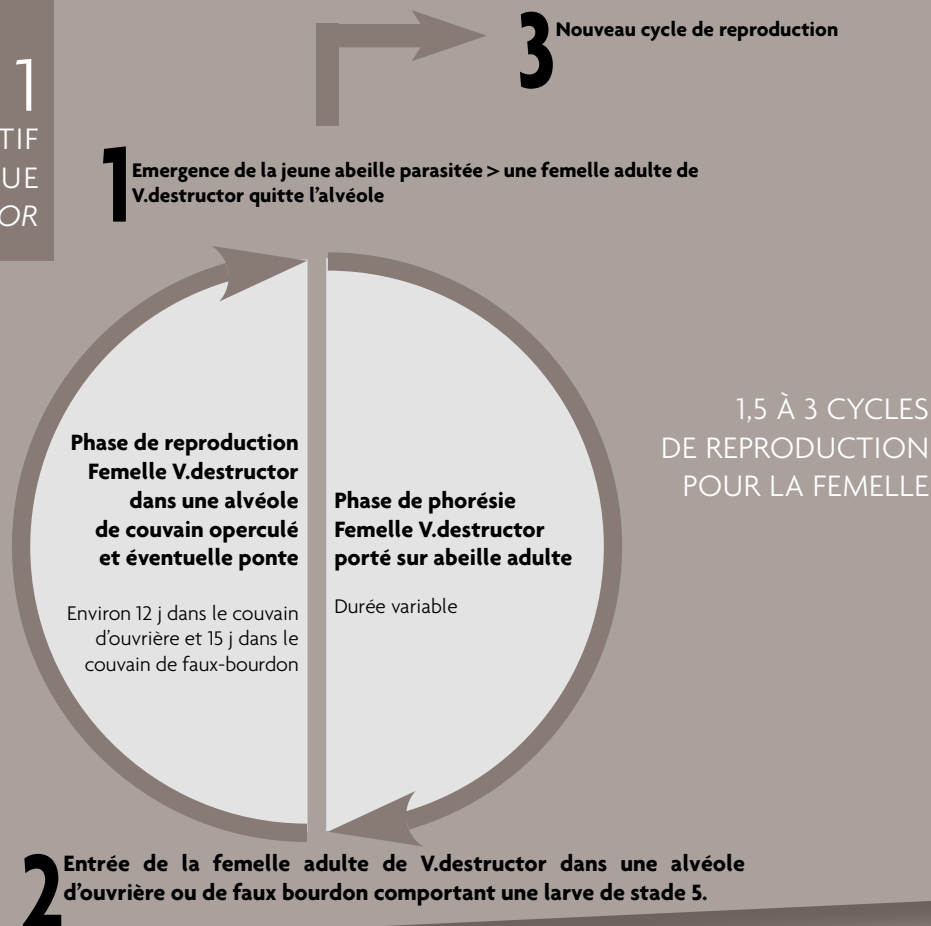 1
TIF
UE
OR
3 Nouveau cycle de reproduction
1 Emergence de la jeune abeille parasitée > une femelle adulte de
V.destructor quitte l'alvéole
Phase de reproduction
Femelle V.destructor
dans une alvéole
de couvain operculé
et éventuelle ponte
Environ 12 j dans le couvain
d'ouvrière et 15 j dans le
couvain de faux-bourdon
Phase de phorésie
Femelle V.destructor
porté sur abeille adulte
Durée variable
1,5 À 3 CYCLES
DE REPRODUCTION
POUR LA FEMELLE
2 Entrée de la femelle adulte de V.destructor dans une alvéole
d'ouvrière ou de faux bourdon comportant une larve de stade 5.